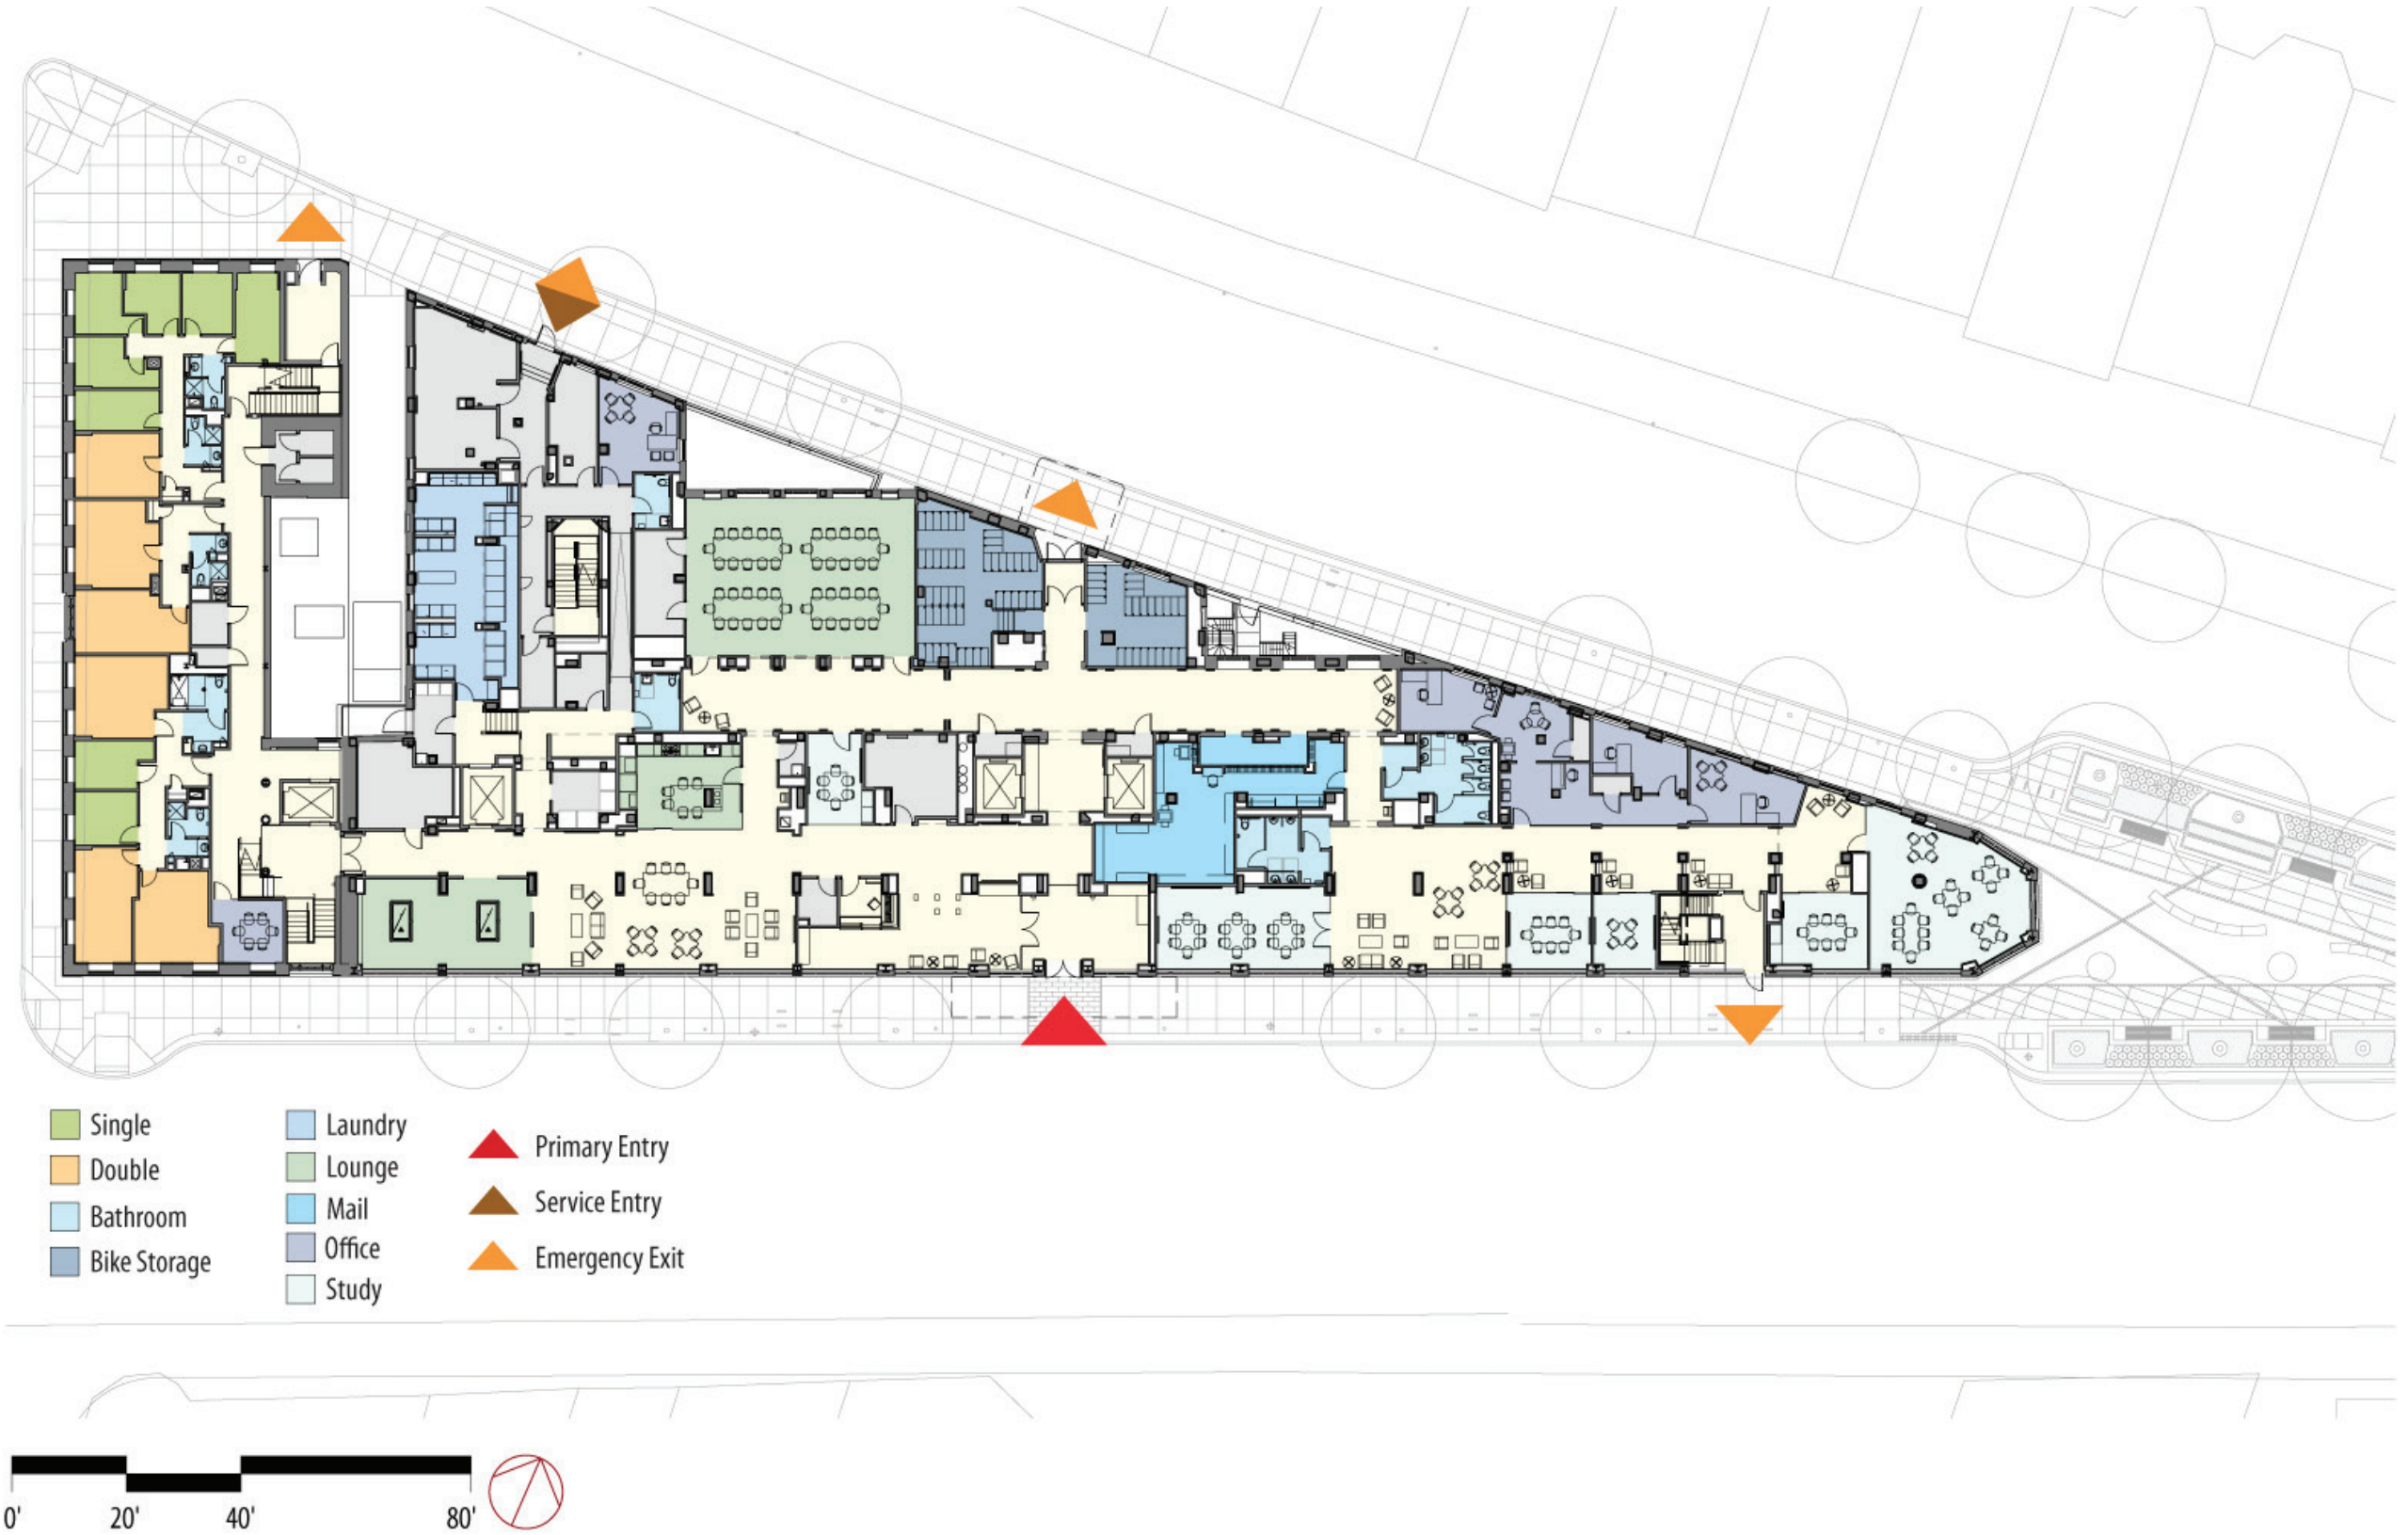 Single
Double
Bathroom
Bike Storage
Laundry
Lounge
Mail
Office
Study
Primary Entry
Service Entry
Emergency Exit
0' 20' 40' 80'